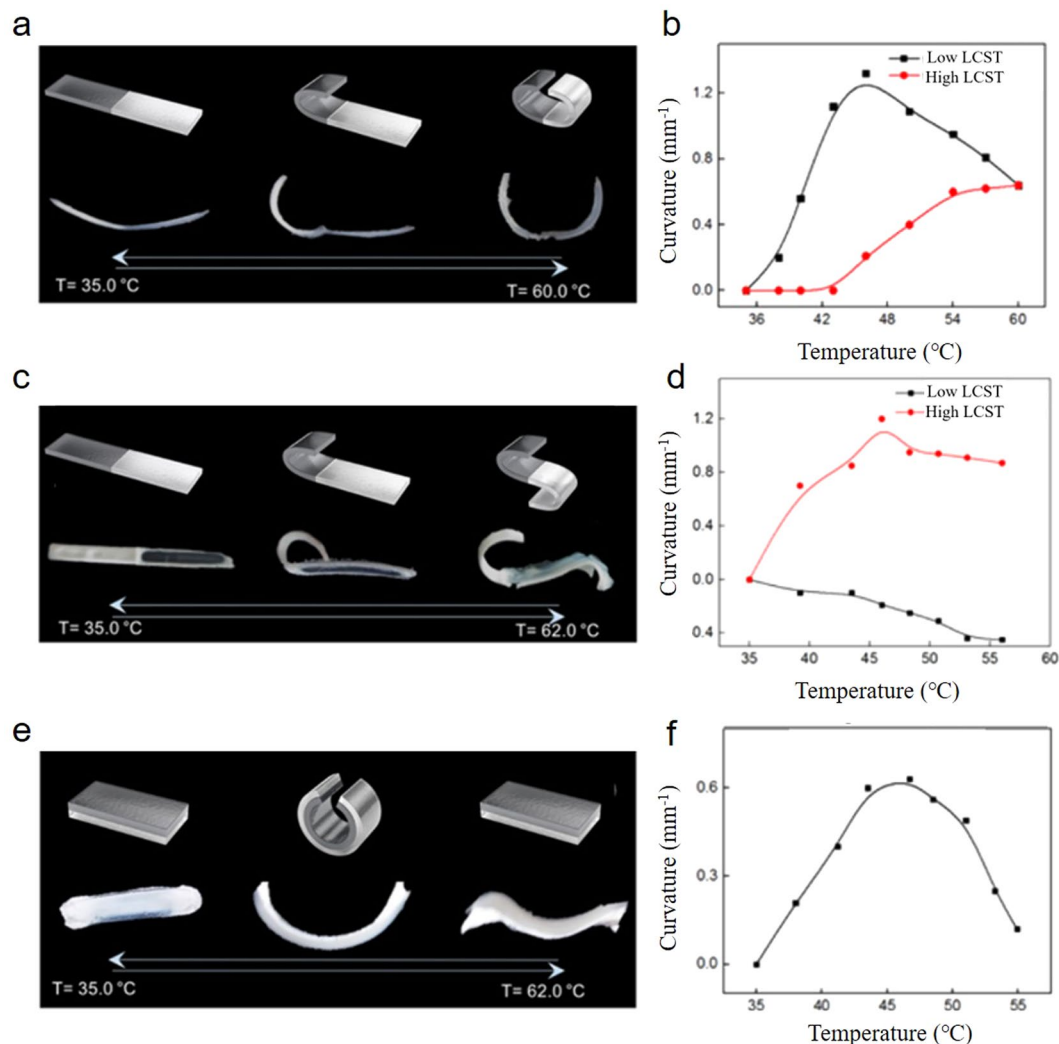 a
T= 35.0 °C
T= 60.0 °C
b
Curvature (mm-1)
1.2
0.8
0.4
0.0
Low LCST
High LCST
36 42 48 54 60
Temperature (°C)
c
T= 35.0 °C
T= 62.0 °C
d
Curvature (mm-1)
1.2
0.8
0.4
0.0
0.4
Low LCST
High LCST
35 40 45 50 55 60
Temperature (°C)
e
T= 35.0 °C
T= 62.0 °C
f
Curvature (mm-1)
0.6
0.3
0.0
35 40 45 50 55
Temperature (°C)